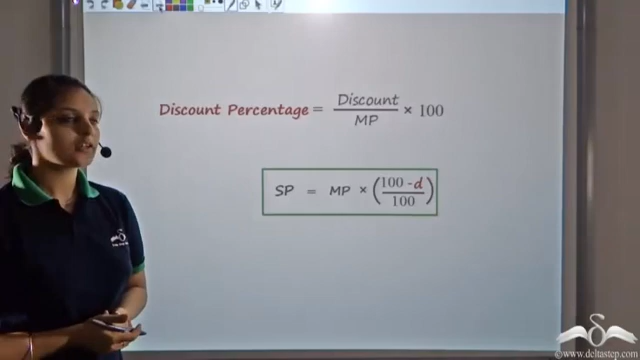 Discount Percentage = Discount / MP × 100
SP = MP × ( 100 - d / 100 )
©www.deltastep.com